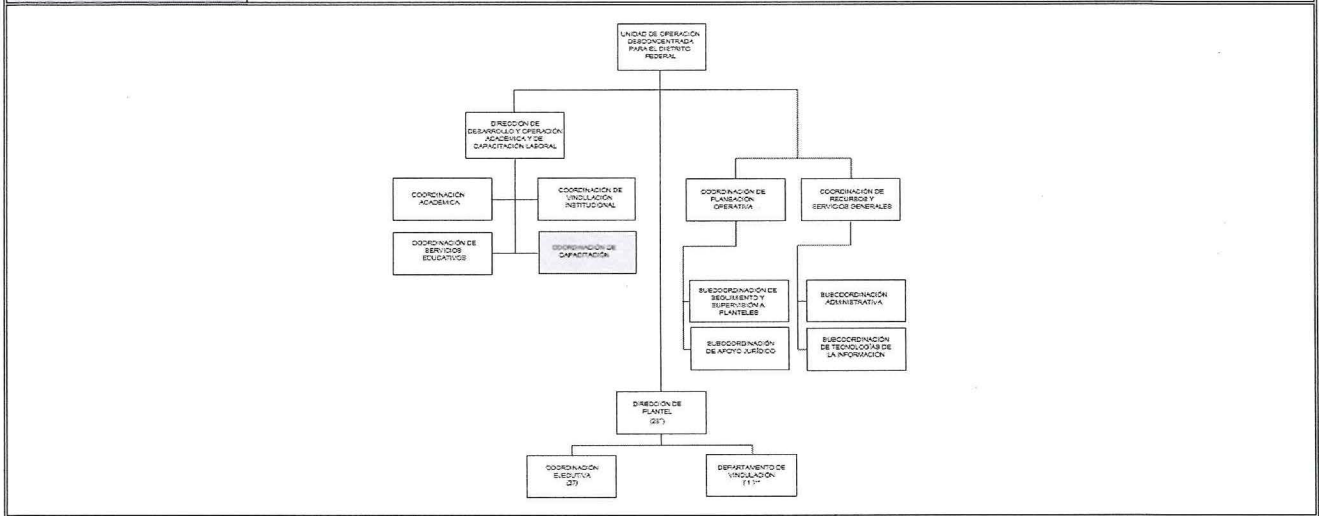 UNIDAD DE OPERACIÓN
DESCONCENTRADA
PARA EL DISTRITO
FEDERAL
DIRECCIÓN DE
DESARROLLO Y OPERACIÓN
ACADÉMICA Y DE
CAPACITACIÓN LABORAL
COORDINACIÓN
ACADÉMICA
COORDINACIÓN DE
VINCULACIÓN
INSTITUCIONAL
COORDINACIÓN DE
SERVICIOS
EDUCATIVOS
COORDINACIÓN DE
CAPACITACIÓN
COORDINACIÓN DE
PLANEACIÓN
OPERATIVA
COORDINACIÓN DE
RECURSOS Y
SERVICIOS GENERALES
SUBCOORDINACIÓN DE
SEGUIMIENTO Y
SUPERVISIÓN A
PLANTELES
SUBCOORDINACIÓN
ADMINISTRATIVA
SUBCOORDINACIÓN
DE APOYO JURÍDICO
SUBCOORDINACIÓN
DE TECNOLOGÍAS DE
LA INFORMACIÓN
DIRECCIÓN DE
PLANTEL
COORDINACIÓN
EJECUTIVA
DEPARTAMENTO DE
VINCULACIÓN